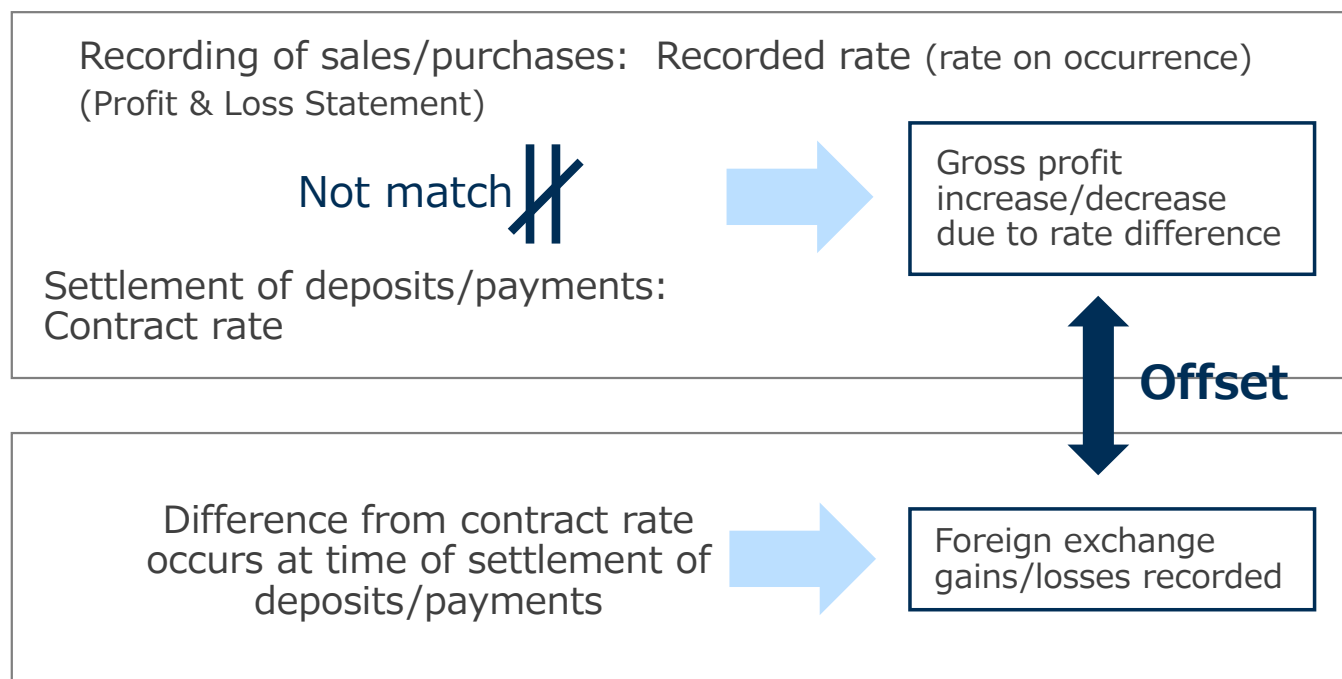 Recording of sales/purchases: Recorded rate (rate on occurrence)
(Profit & Loss Statement)
Not match
Gross profit
increase/decrease
due to rate difference
Settlement of deposits/payments:
Contract rate
Offset
Difference from contract rate
occurs at time of settlement of
deposits/payments
Foreign exchange
gains/losses recorded